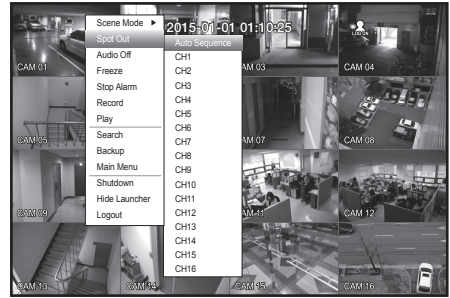 Scene Mode ▶
Spot Out
Audio Off
Freeze
Stop Alarm
Record
Play
Search
Backup
Main Menu
Shutdown
Hide Launcher
Logout
2015-01-01 01:10:25
Auto Sequence
CH1
CH2
CH3
CH4
CH5
CH6
CH7
CH8
CH9
CH10
CH11
CH12
CH13
CH14
CH15
CH16
LOG ON
CAM 01
CAM 03
CAM 04
CAM 05
CAM 07
CAM 08
CAM 09
CAM 11
CAM 12
CAM 13
CAM 14
CAM 15
CAM 16